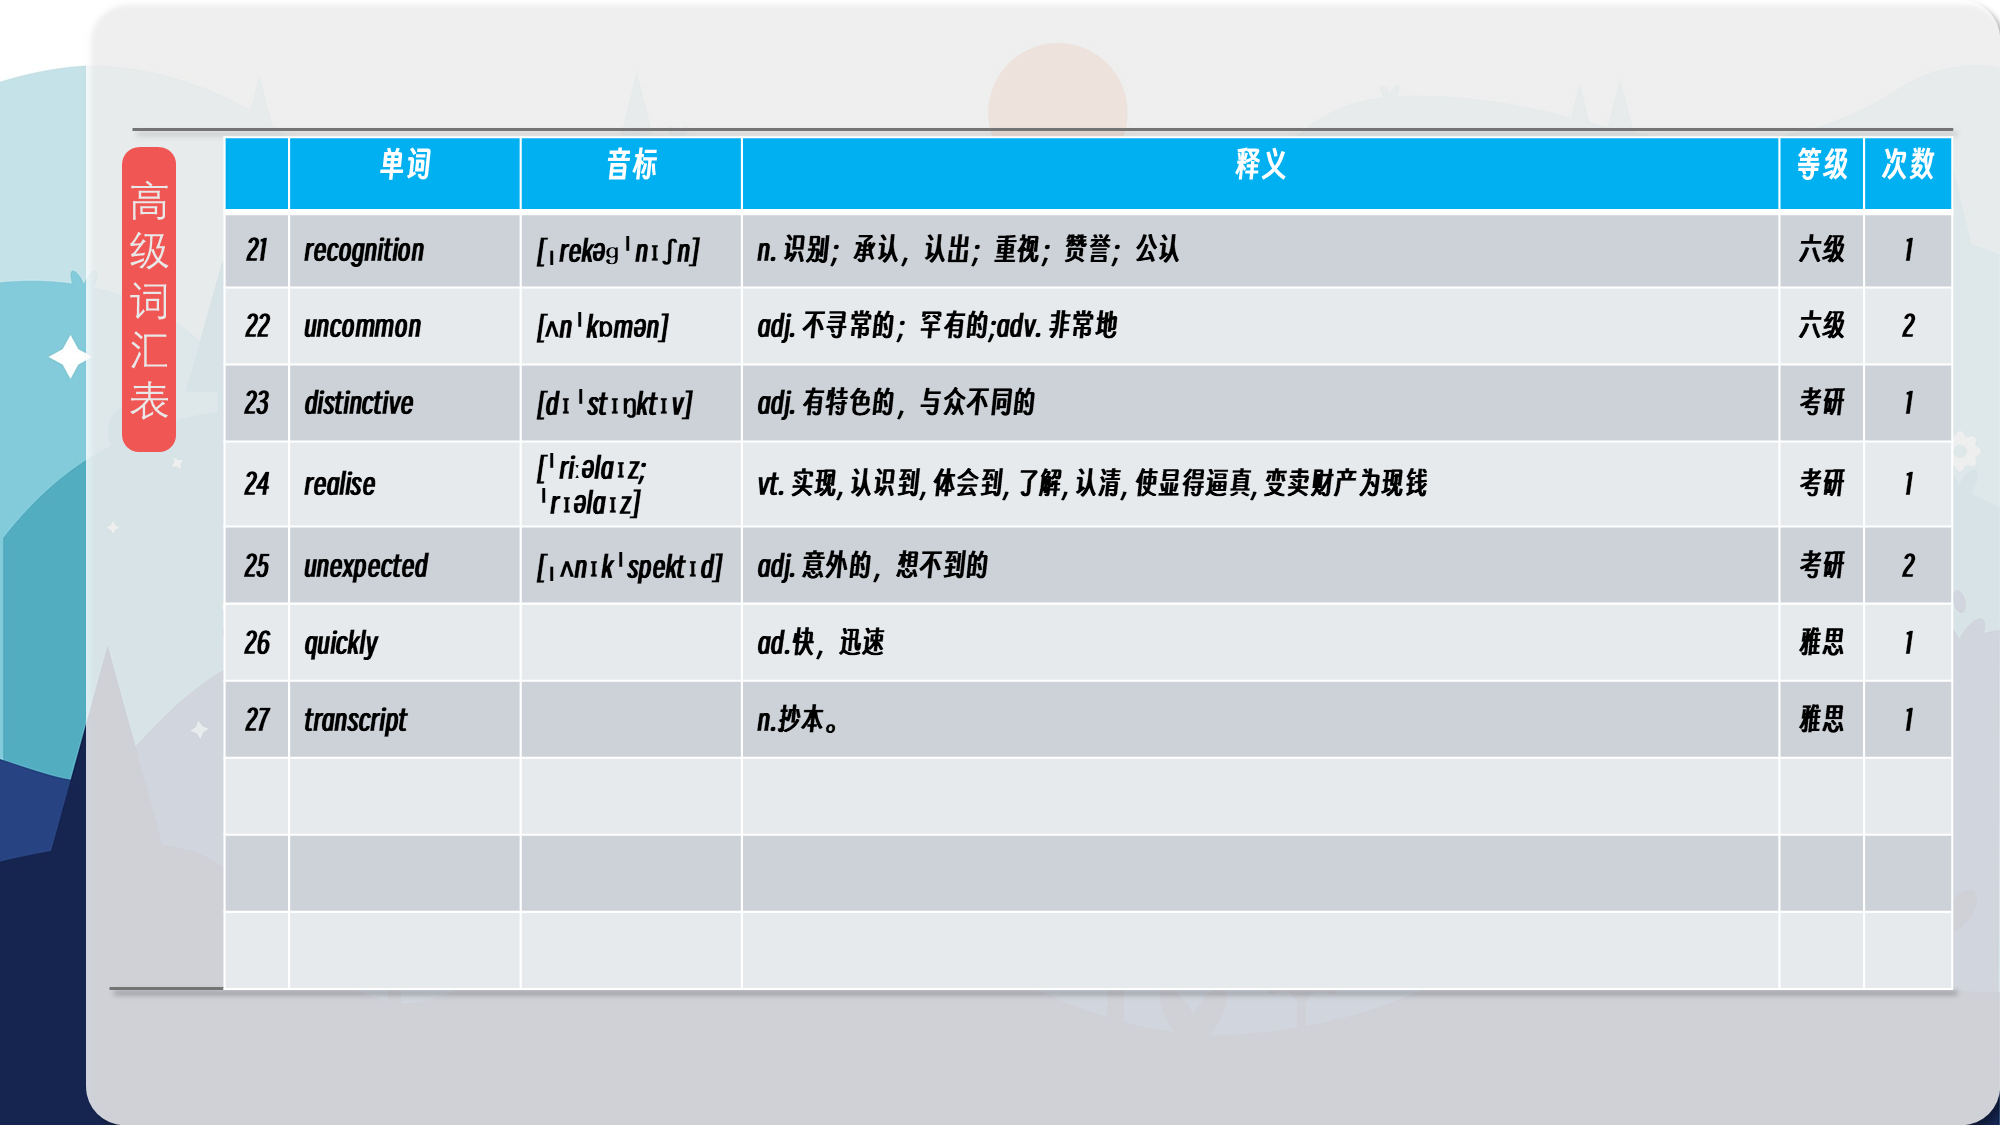 高级词汇表
单词 音标 释义 等级 次数
21 recognition [ˌrekəgˈnɪʃn] n. 识别；承认，认出；重视；赞誉；公认 六级 1
22 uncommon [ʌnˈkɒmən] adj. 不寻常的；罕有的;adv. 非常地 六级 2
23 distinctive [dɪˈstɪŋktɪv] adj. 有特色的，与众不同的 考研 1
24 realise [ˈriːəlaɪz; ˈrɪəlaɪz] vt. 实现, 认识到, 体会到, 了解, 认清, 使显得逼真, 变卖财产为现钱 考研 1
25 unexpected [ˌʌnɪkˈspektɪd] adj. 意外的，想不到的 考研 2
26 quickly ad.快，迅速 雅思 1
27 transcript n.抄本。 雅思 1